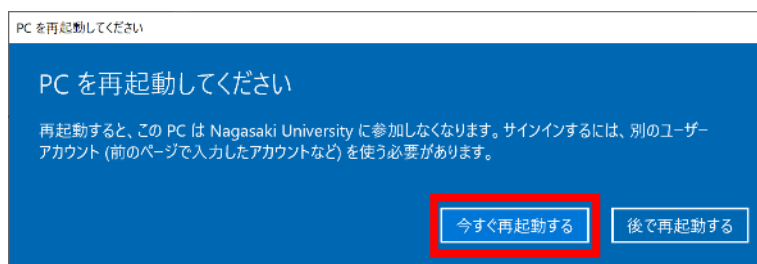 PC を再起動してください
PC を再起動してください
再起動すると、この PC は Nagasaki University に参加しなくなります。サインインするには、別のユーザー
アカウント (前のページで入力したアカウントなど) を使う必要があります。
今すぐ再起動する 後で再起動する